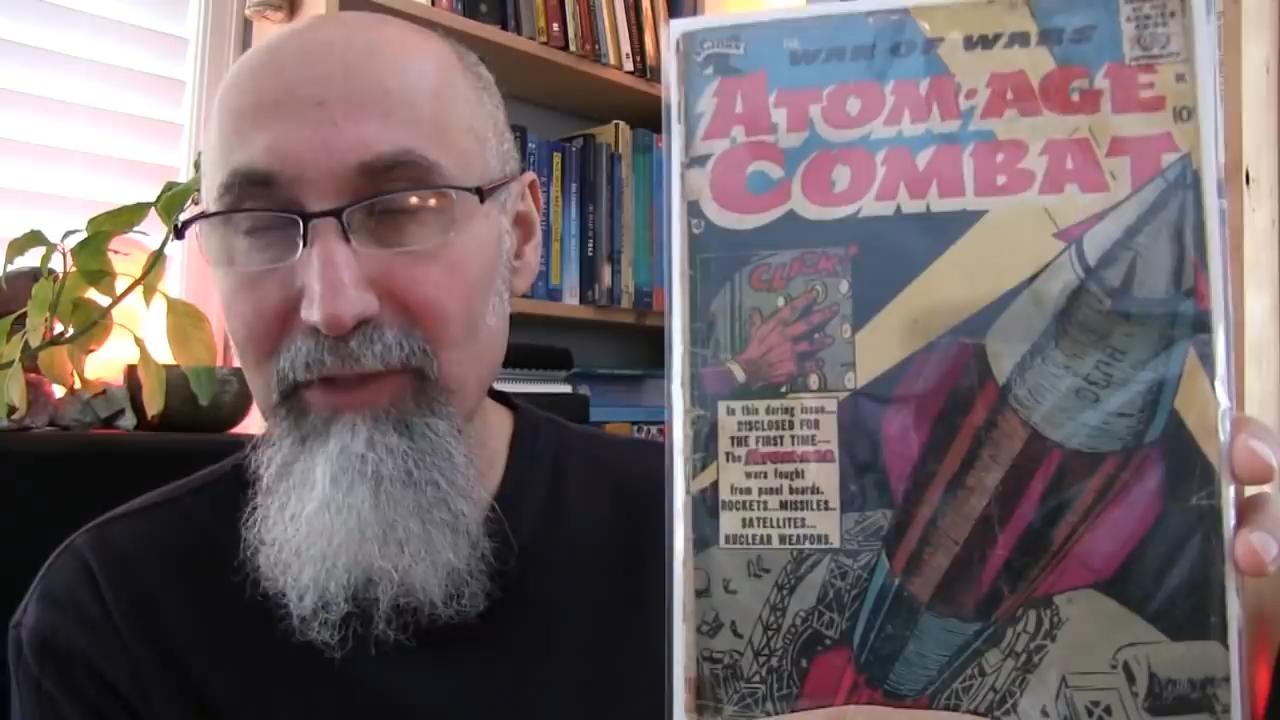 WAR OF WARS
ATOM·AGE
COMBAT
10¢
CLICK!
In this daring issue...
DISCLOSED FOR
THE FIRST TIME—
The ATOM-AGE
wars fought
from panel boards.
ROCKETS...MISSILES..
SATELLITES...
NUCLEAR WEAPONS.